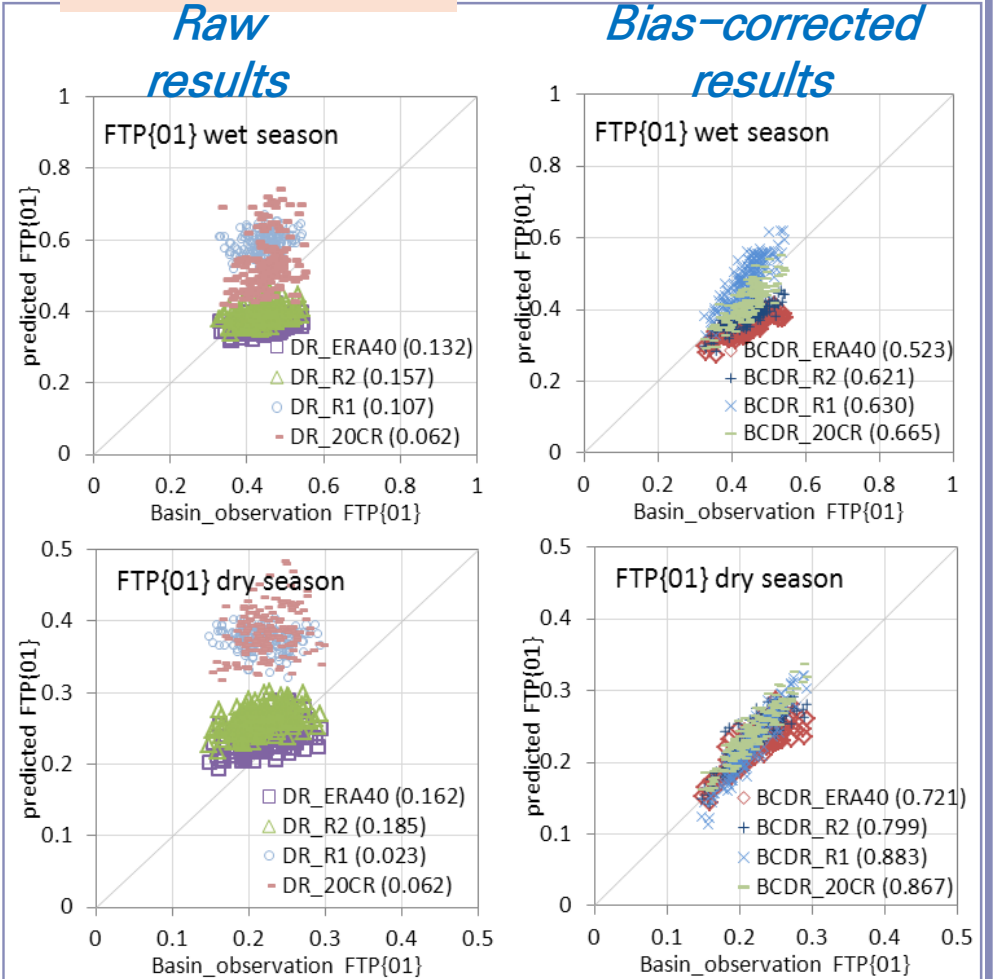 Raw
results
Bias-corrected
results
FTP{01} wet season
predicted FTP{01}
1
0.8
0.6
0.4
0.2
0
DR_ERA40 (0.132)
DR_R2 (0.157)
DR_R1 (0.107)
DR_20CR (0.062)
0 0.2 0.4 0.6 0.8 1
Basin_observation FTP{01}
FTP{01} wet season
predicted FTP{01}
1
0.8
0.6
0.4
0.2
0
BCDR_ERA40 (0.523)
BCDR_R2 (0.621)
BCDR_R1 (0.630)
BCDR_20CR (0.665)
0 0.2 0.4 0.6 0.8 1
Basin_observation FTP{01}
FTP{01} dry season
predicted FTP{01}
0.5
0.4
0.3
0.2
0.1
0
DR_ERA40 (0.162)
DR_R2 (0.185)
DR_R1 (0.023)
DR_20CR (0.062)
0 0.1 0.2 0.3 0.4 0.5
Basin_observation FTP{01}
FTP{01} dry season
predicted FTP{01}
0.5
0.4
0.3
0.2
0.1
0
BCDR_ERA40 (0.721)
BCDR_R2 (0.799)
BCDR_R1 (0.883)
BCDR_20CR (0.867)
0 0.1 0.2 0.3 0.4 0.5
Basin_observation FTP{01}